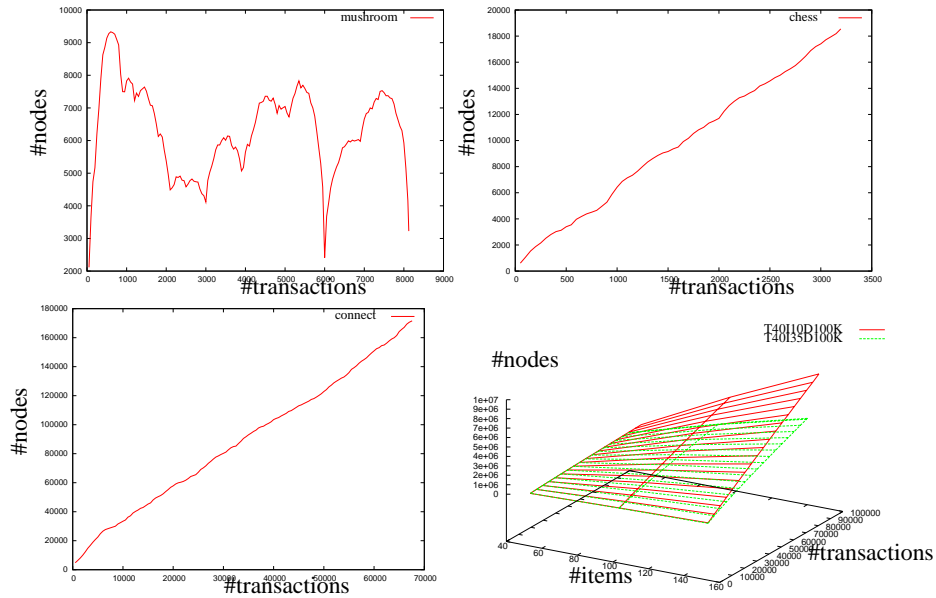 mushroom
10000
9000
8000
7000
6000
5000
4000
3000
2000
0 1000 2000 3000 4000 5000 6000 7000 8000 9000
#nodes
#transactions
chess
20000
18000
16000
14000
12000
10000
8000
6000
4000
2000
0
0 500 1000 1500 2000 2500 3000 3500
#nodes
#transactions
connect
180000
160000
140000
120000
100000
80000
60000
40000
20000
0
0 10000 20000 30000 40000 50000 60000 70000
#nodes
#transactions
T40I10D100K
T40I35D100K
#nodes
1e+07
9e+06
8e+06
7e+06
6e+06
5e+06
4e+06
3e+06
2e+06
1e+06
0
40 60 80 100 120 140 160
#items
0 10000 20000 30000 40000 50000 60000 70000 80000 90000 100000
#transactions